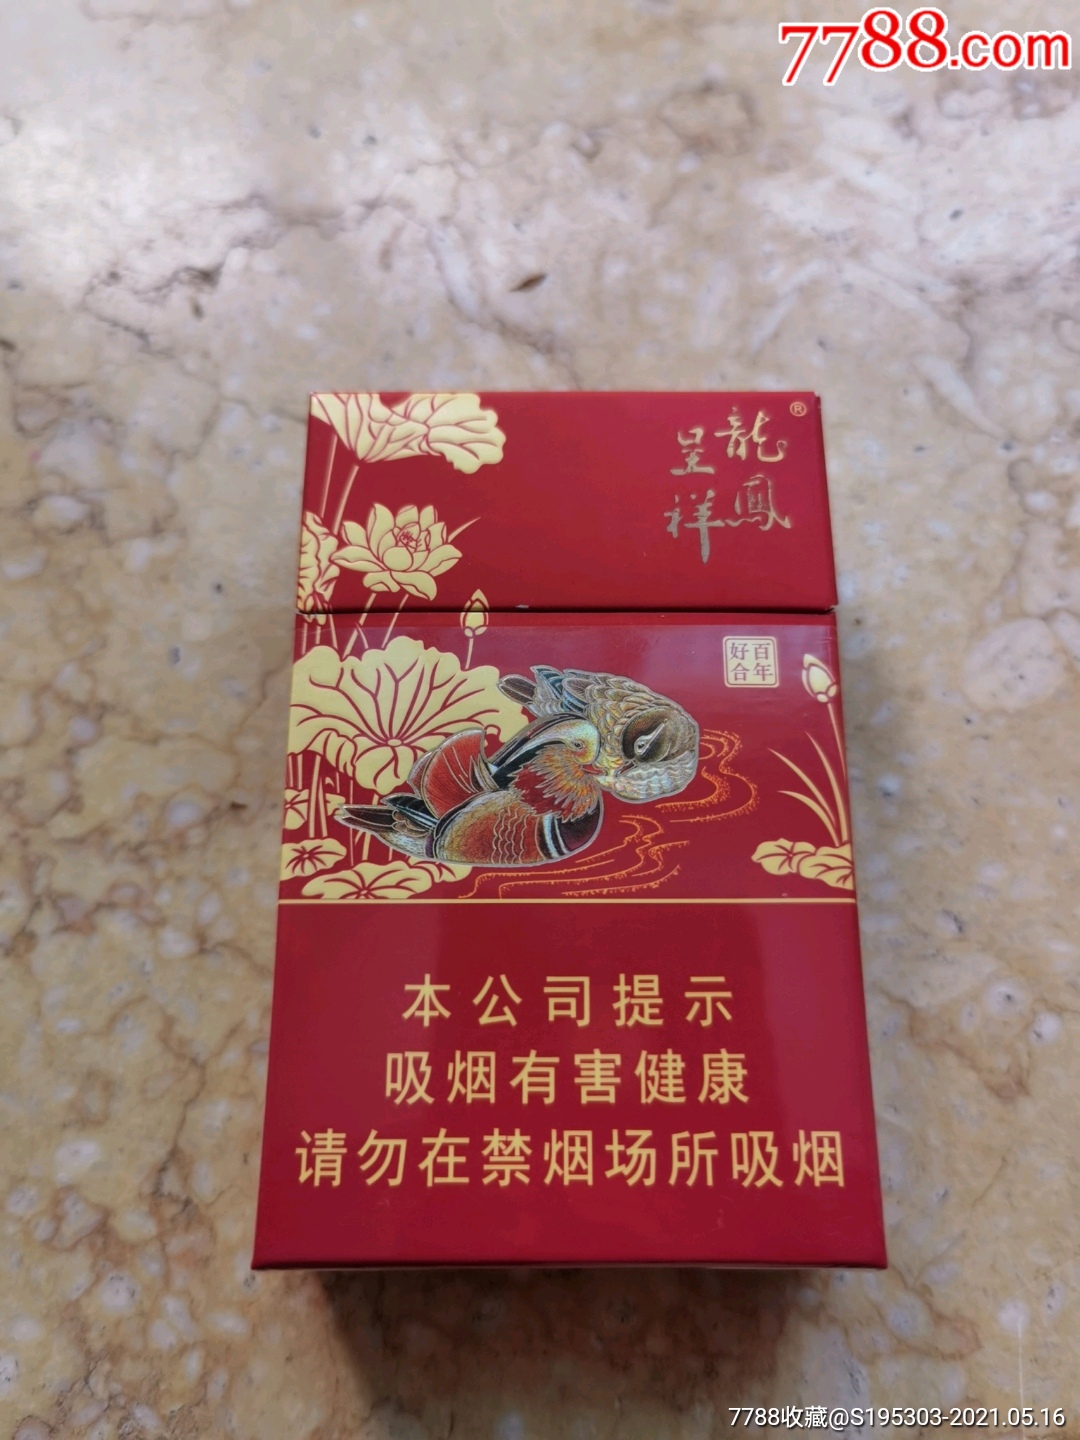 7788.com
龍鳳
呈祥
®
百年
好合
本公司提示
吸烟有害健康
请勿在禁烟场所吸烟
7788收藏@S195303-2021.05.16